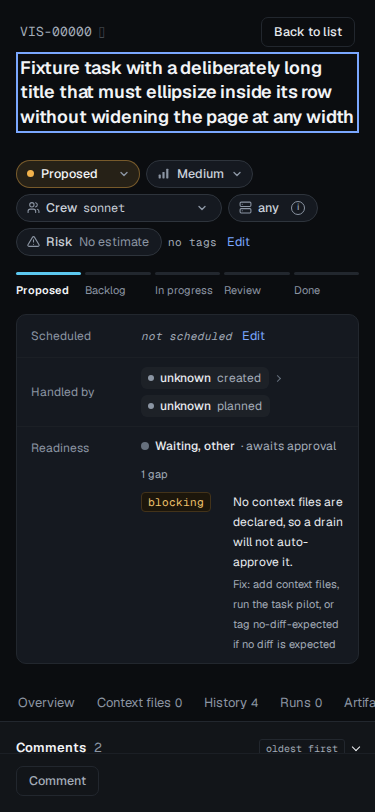 VIS-00000
Back to list
Fixture task with a deliberately long
title that must ellipsize inside its row
without widening the page at any width
Proposed
Medium
Crew sonnet
any
Risk No estimate
no tags Edit
Proposed Backlog In progress Review Done
Scheduled not scheduled Edit
Handled by
unknown created
unknown planned
Readiness
Waiting, other · awaits approval
1 gap
blocking
No context files are
declared, so a drain
will not auto-
approve it.
Fix: add context files,
run the task pilot, or
tag no-diff-expected
if no diff is expected
Overview Context files 0 History 4 Runs 0 Artifa
Comments 2
oldest first
Comment